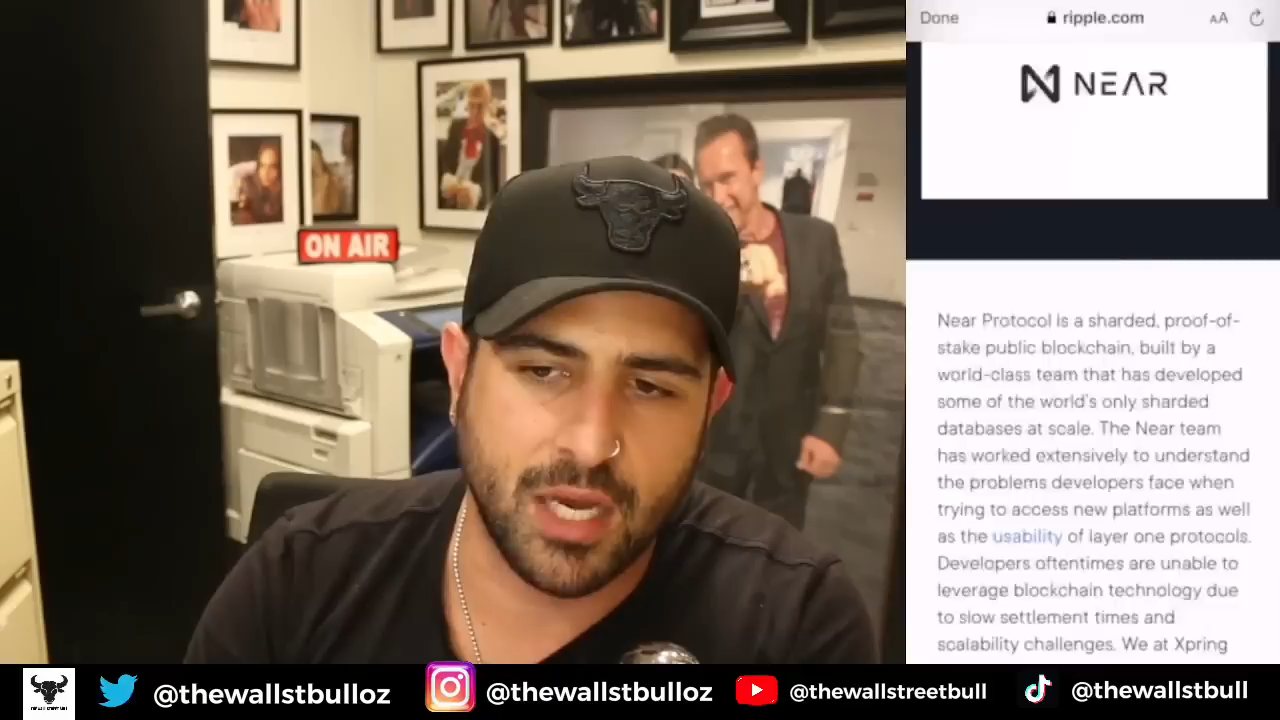 Done
ripple.com
AA
NEAR
ON AIR
Near Protocol is a sharded, proof-of-
stake public blockchain, built by a
world-class team that has developed
some of the world's only sharded
databases at scale. The Near team
has worked extensively to understand
the problems developers face when
trying to access new platforms as well
as the usability of layer one protocols.
Developers oftentimes are unable to
leverage blockchain technology due
to slow settlement times and
scalability challenges. We at Xpring
@thewallstbulloz
@thewallstbulloz
@thewallstreetbull
@thewallstbull